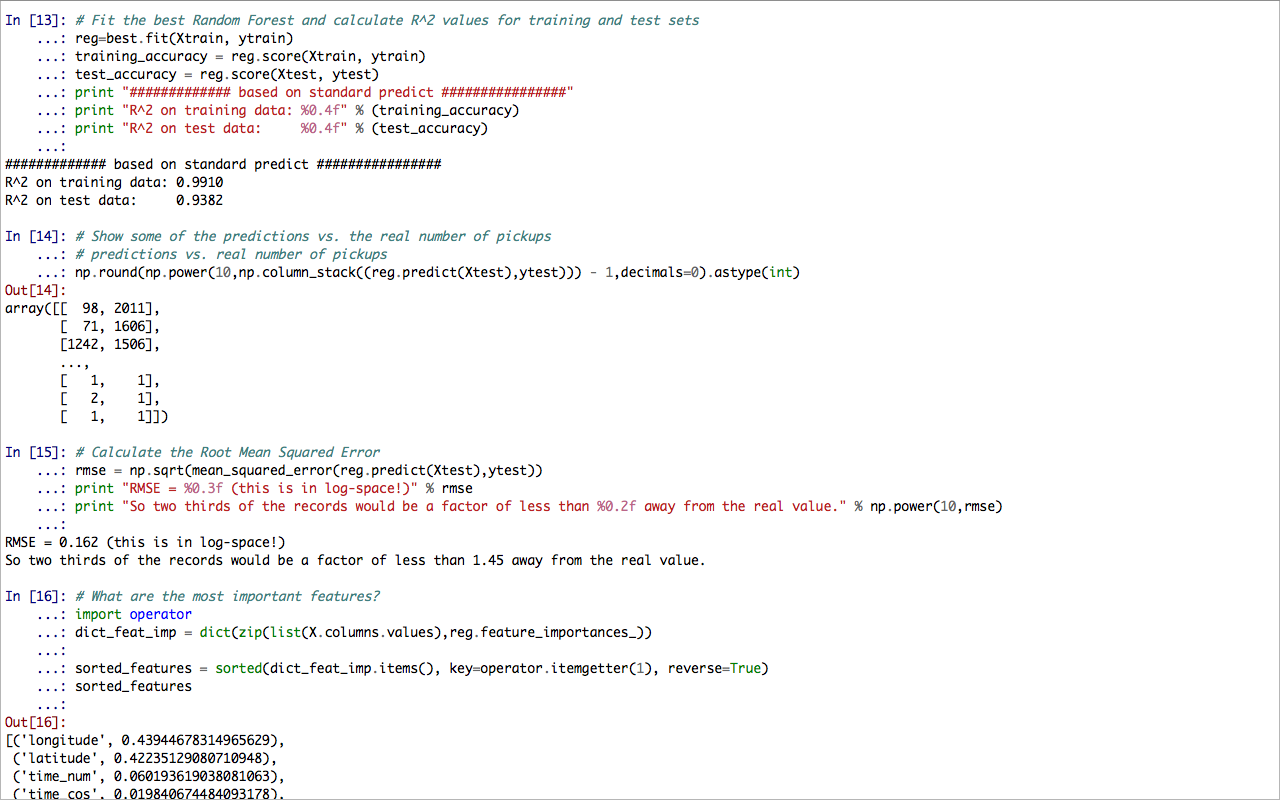 In [13]: # Fit the best Random Forest and calculate R^2 values for training and test sets
    ...: reg=best.fit(Xtrain, ytrain)
    ...: training_accuracy = reg.score(Xtrain, ytrain)
    ...: test_accuracy = reg.score(Xtest, ytest)
    ...: print "############# based on standard predict ################"
    ...: print "R^2 on training data: %0.4f" % (training_accuracy)
    ...: print "R^2 on test data:     %0.4f" % (test_accuracy)
    ...:
############# based on standard predict ################
R^2 on training data: 0.9910
R^2 on test data:     0.9382
In [14]: # Show some of the predictions vs. the real number of pickups
    ...: # predictions vs. real number of pickups
    ...: np.round(np.power(10,np.column_stack((reg.predict(Xtest),ytest))) - 1,decimals=0).astype(int)
Out[14]:
array([[  98, 2011],
       [  71, 1606],
       [1242, 1506],
       ...,
       [   1,    1],
       [   2,    1],
       [   1,    1]])
In [15]: # Calculate the Root Mean Squared Error
    ...: rmse = np.sqrt(mean_squared_error(reg.predict(Xtest),ytest))
    ...: print "RMSE = %0.3f (this is in log-space!)" % rmse
    ...: print "So two thirds of the records would be a factor of less than %0.2f away from the real value." % np.power(10,rmse)
    ...:
RMSE = 0.162 (this is in log-space!)
So two thirds of the records would be a factor of less than 1.45 away from the real value.
In [16]: # What are the most important features?
    ...: import operator
    ...: dict_feat_imp = dict(zip(list(X.columns.values),reg.feature_importances_))
    ...:
    ...: sorted_features = sorted(dict_feat_imp.items(), key=operator.itemgetter(1), reverse=True)
    ...: sorted_features
    ...:
Out[16]:
[('longitude', 0.43944678314965629),
 ('latitude', 0.42235129080710948),
 ('time_num', 0.060193619038081063),
 ('time_cos', 0.019840674484093178),